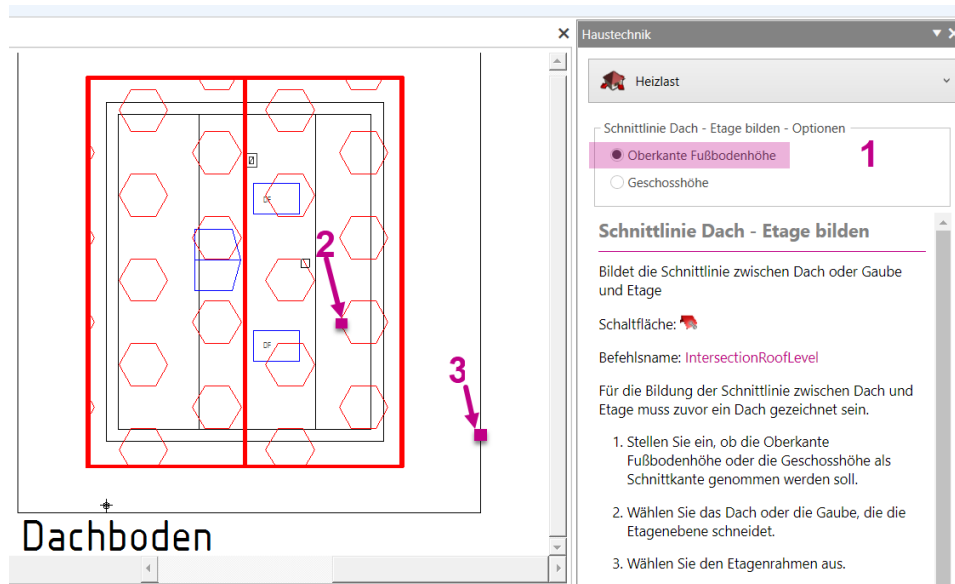 Haustechnik
Heizlast
Schnittlinie Dach - Etage bilden - Optionen
Oberkante Fußbodenhöhe
1
Geschosshöhe
Schnittlinie Dach - Etage bilden
Bildet die Schnittlinie zwischen Dach oder Gaube
und Etage
Schaltfläche:
Befehlsname: IntersectionRoofLevel
Für die Bildung der Schnittlinie zwischen Dach und
Etage muss zuvor ein Dach gezeichnet sein.
1. Stellen Sie ein, ob die Oberkante
Fußbodenhöhe oder die Geschosshöhe als
Schnittkante genommen werden soll.
2. Wählen Sie das Dach oder die Gaube, die die
Etagenebene schneidet.
3. Wählen Sie den Etagenrahmen aus.
DF
2
DF
3
Dachboden